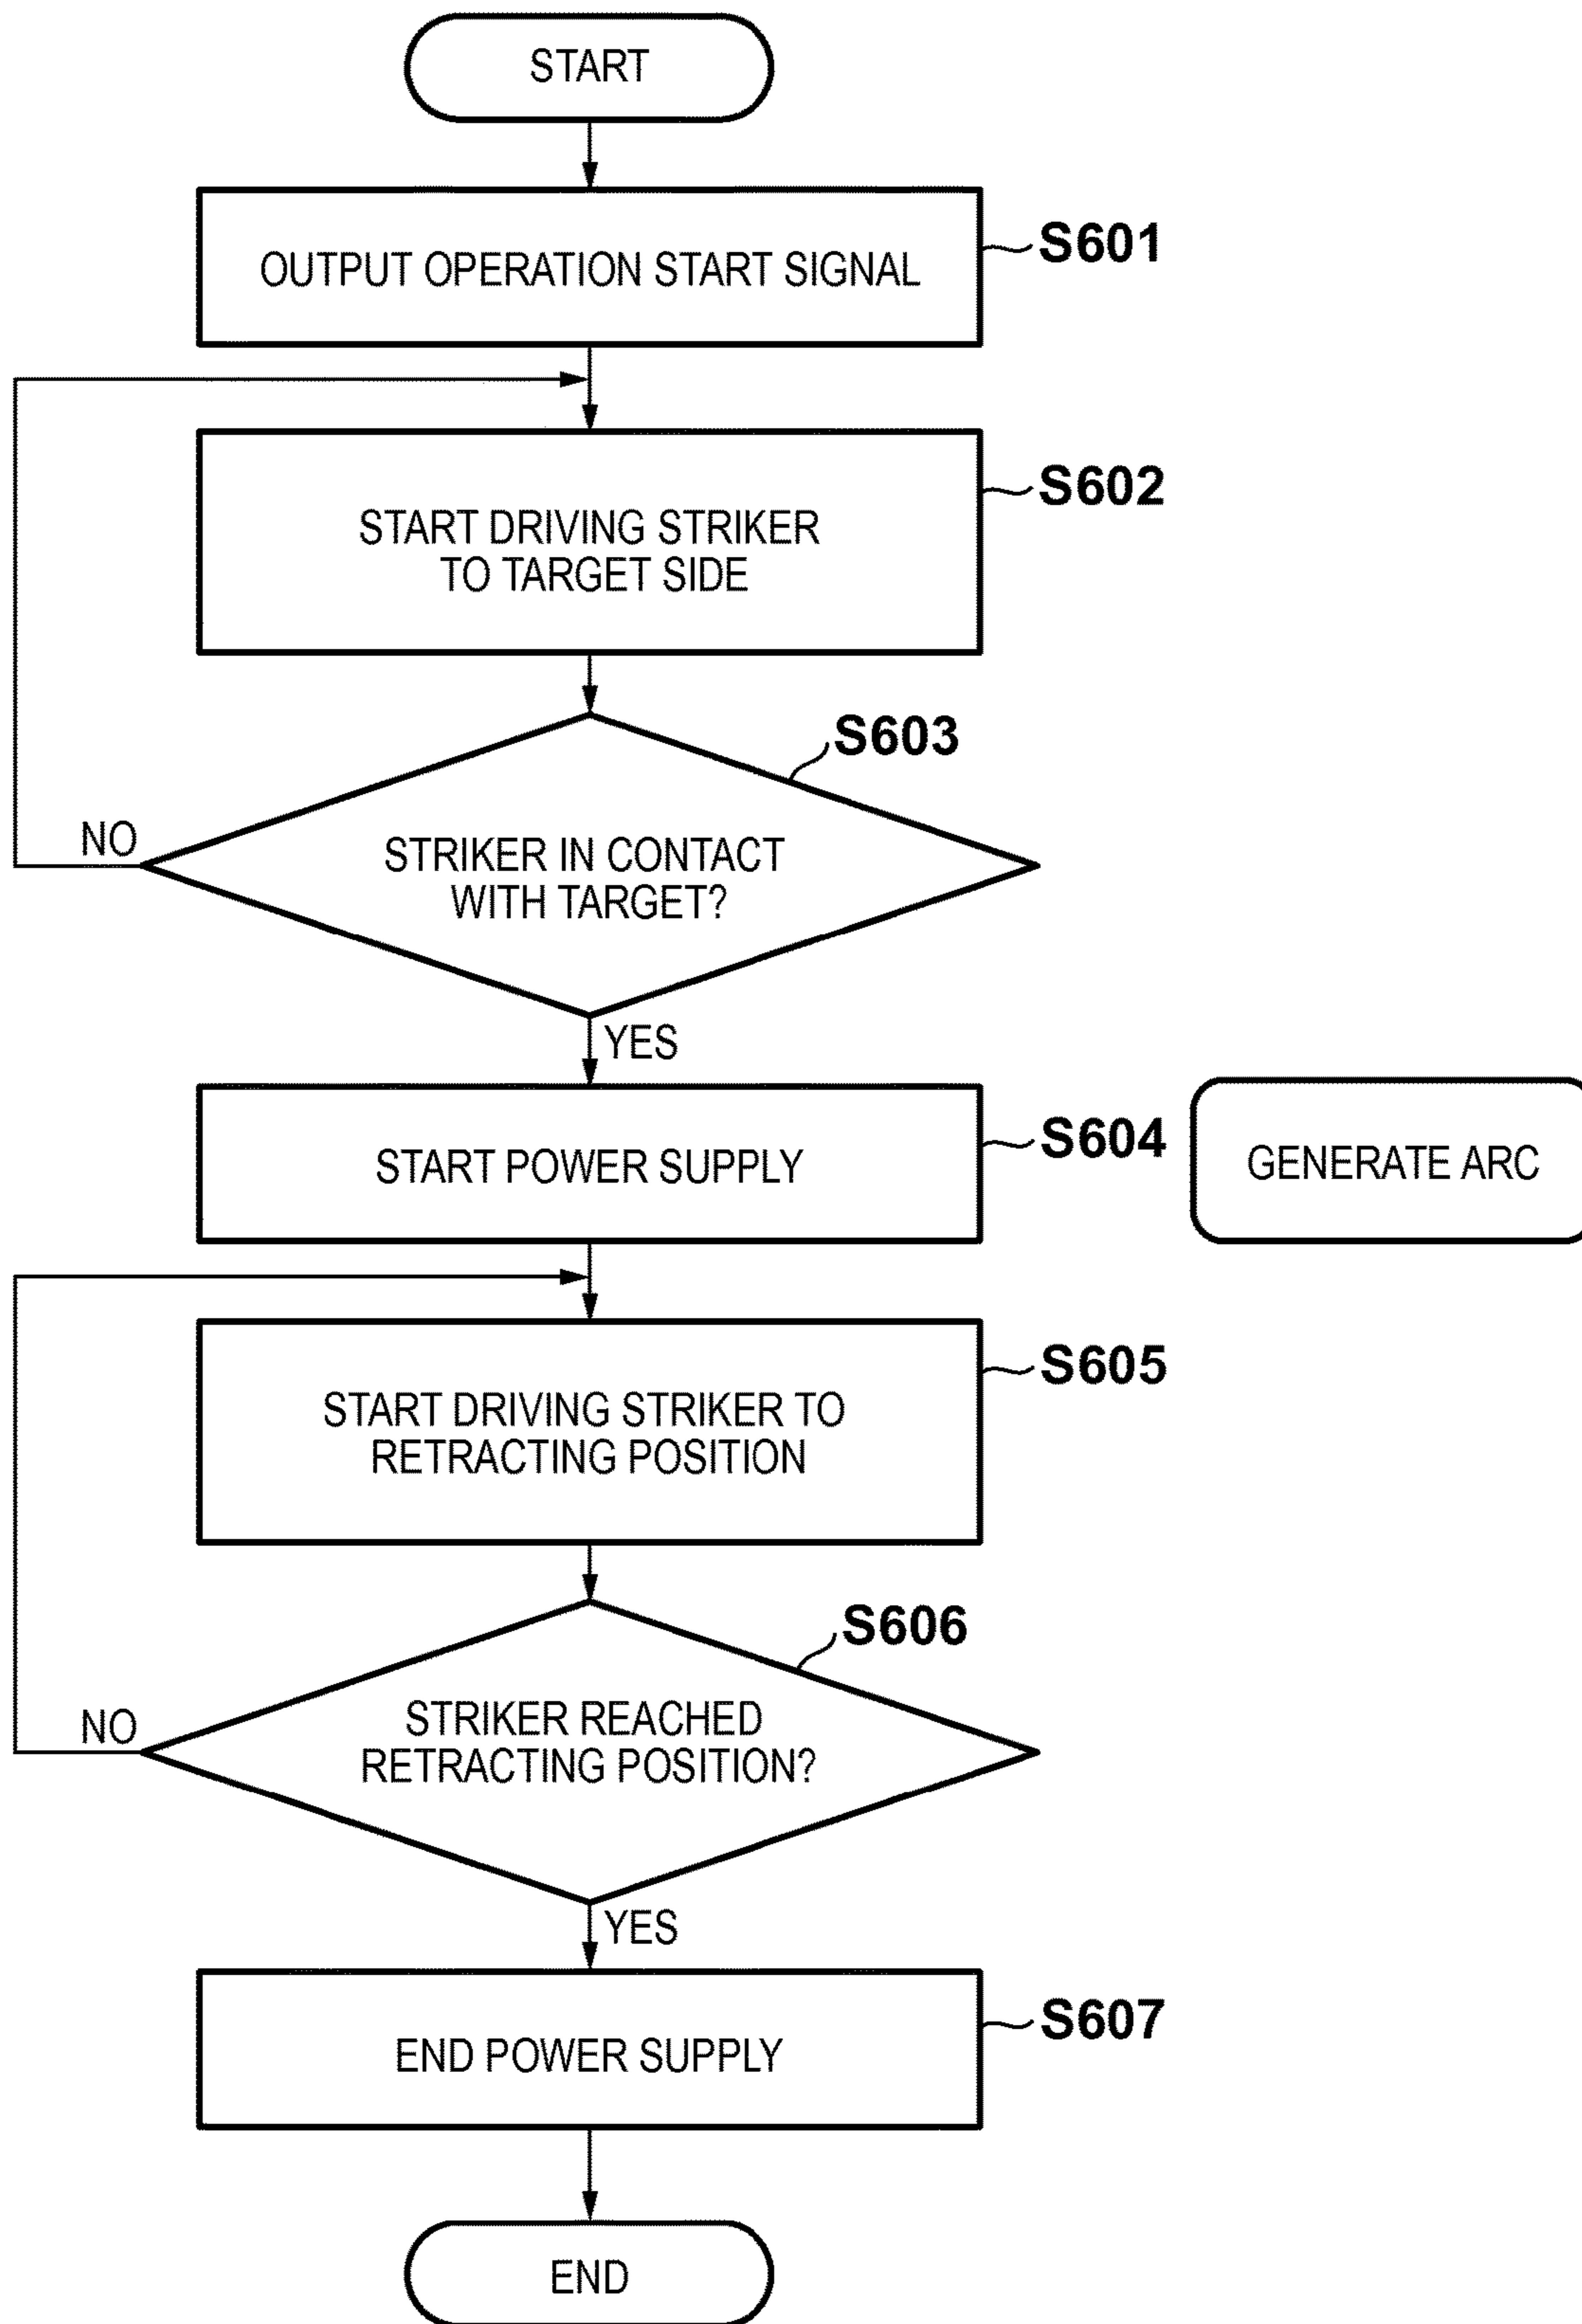 START
OUTPUT OPERATION START SIGNAL
S601
START DRIVING STRIKER
TO TARGET SIDE
S602
S603
STRIKER IN CONTACT
WITH TARGET?
NO
YES
START POWER SUPPLY
S604
GENERATE ARC
START DRIVING STRIKER TO
RETRACTING POSITION
S605
S606
STRIKER REACHED
RETRACTING POSITION?
NO
YES
END POWER SUPPLY
S607
END